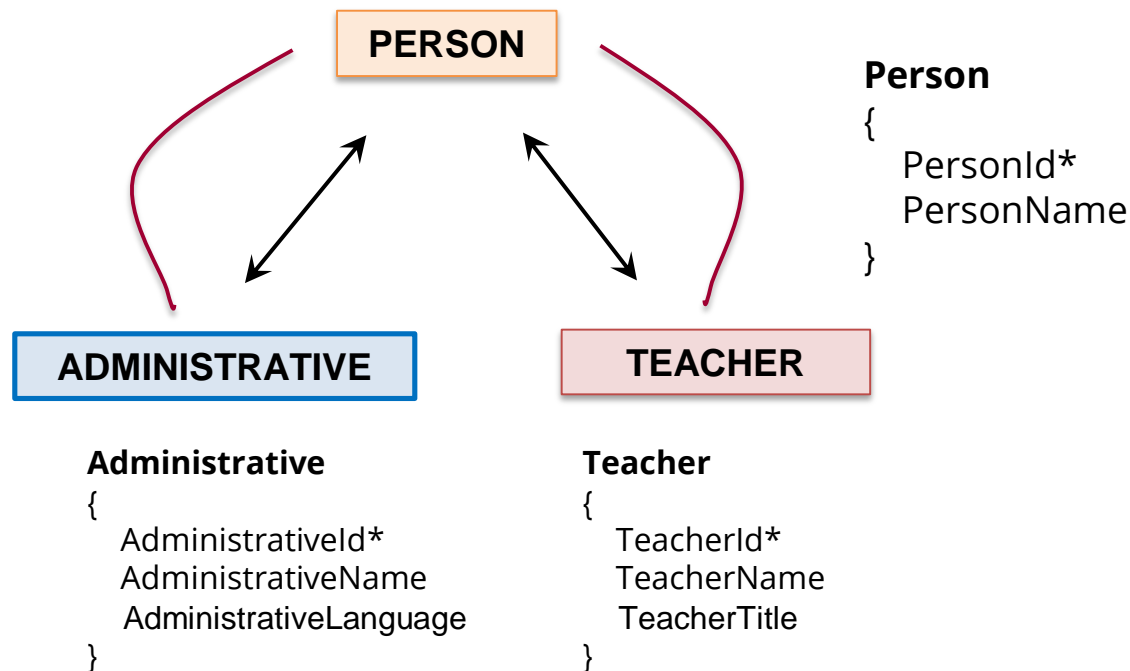 PERSON
Person
{
PersonId*
PersonName
}
ADMINISTRATIVE
TEACHER
Administrative
{
AdministrativeId*
AdministrativeName
AdministrativeLanguage
}
Teacher
{
TeacherId*
TeacherName
TeacherTitle
}